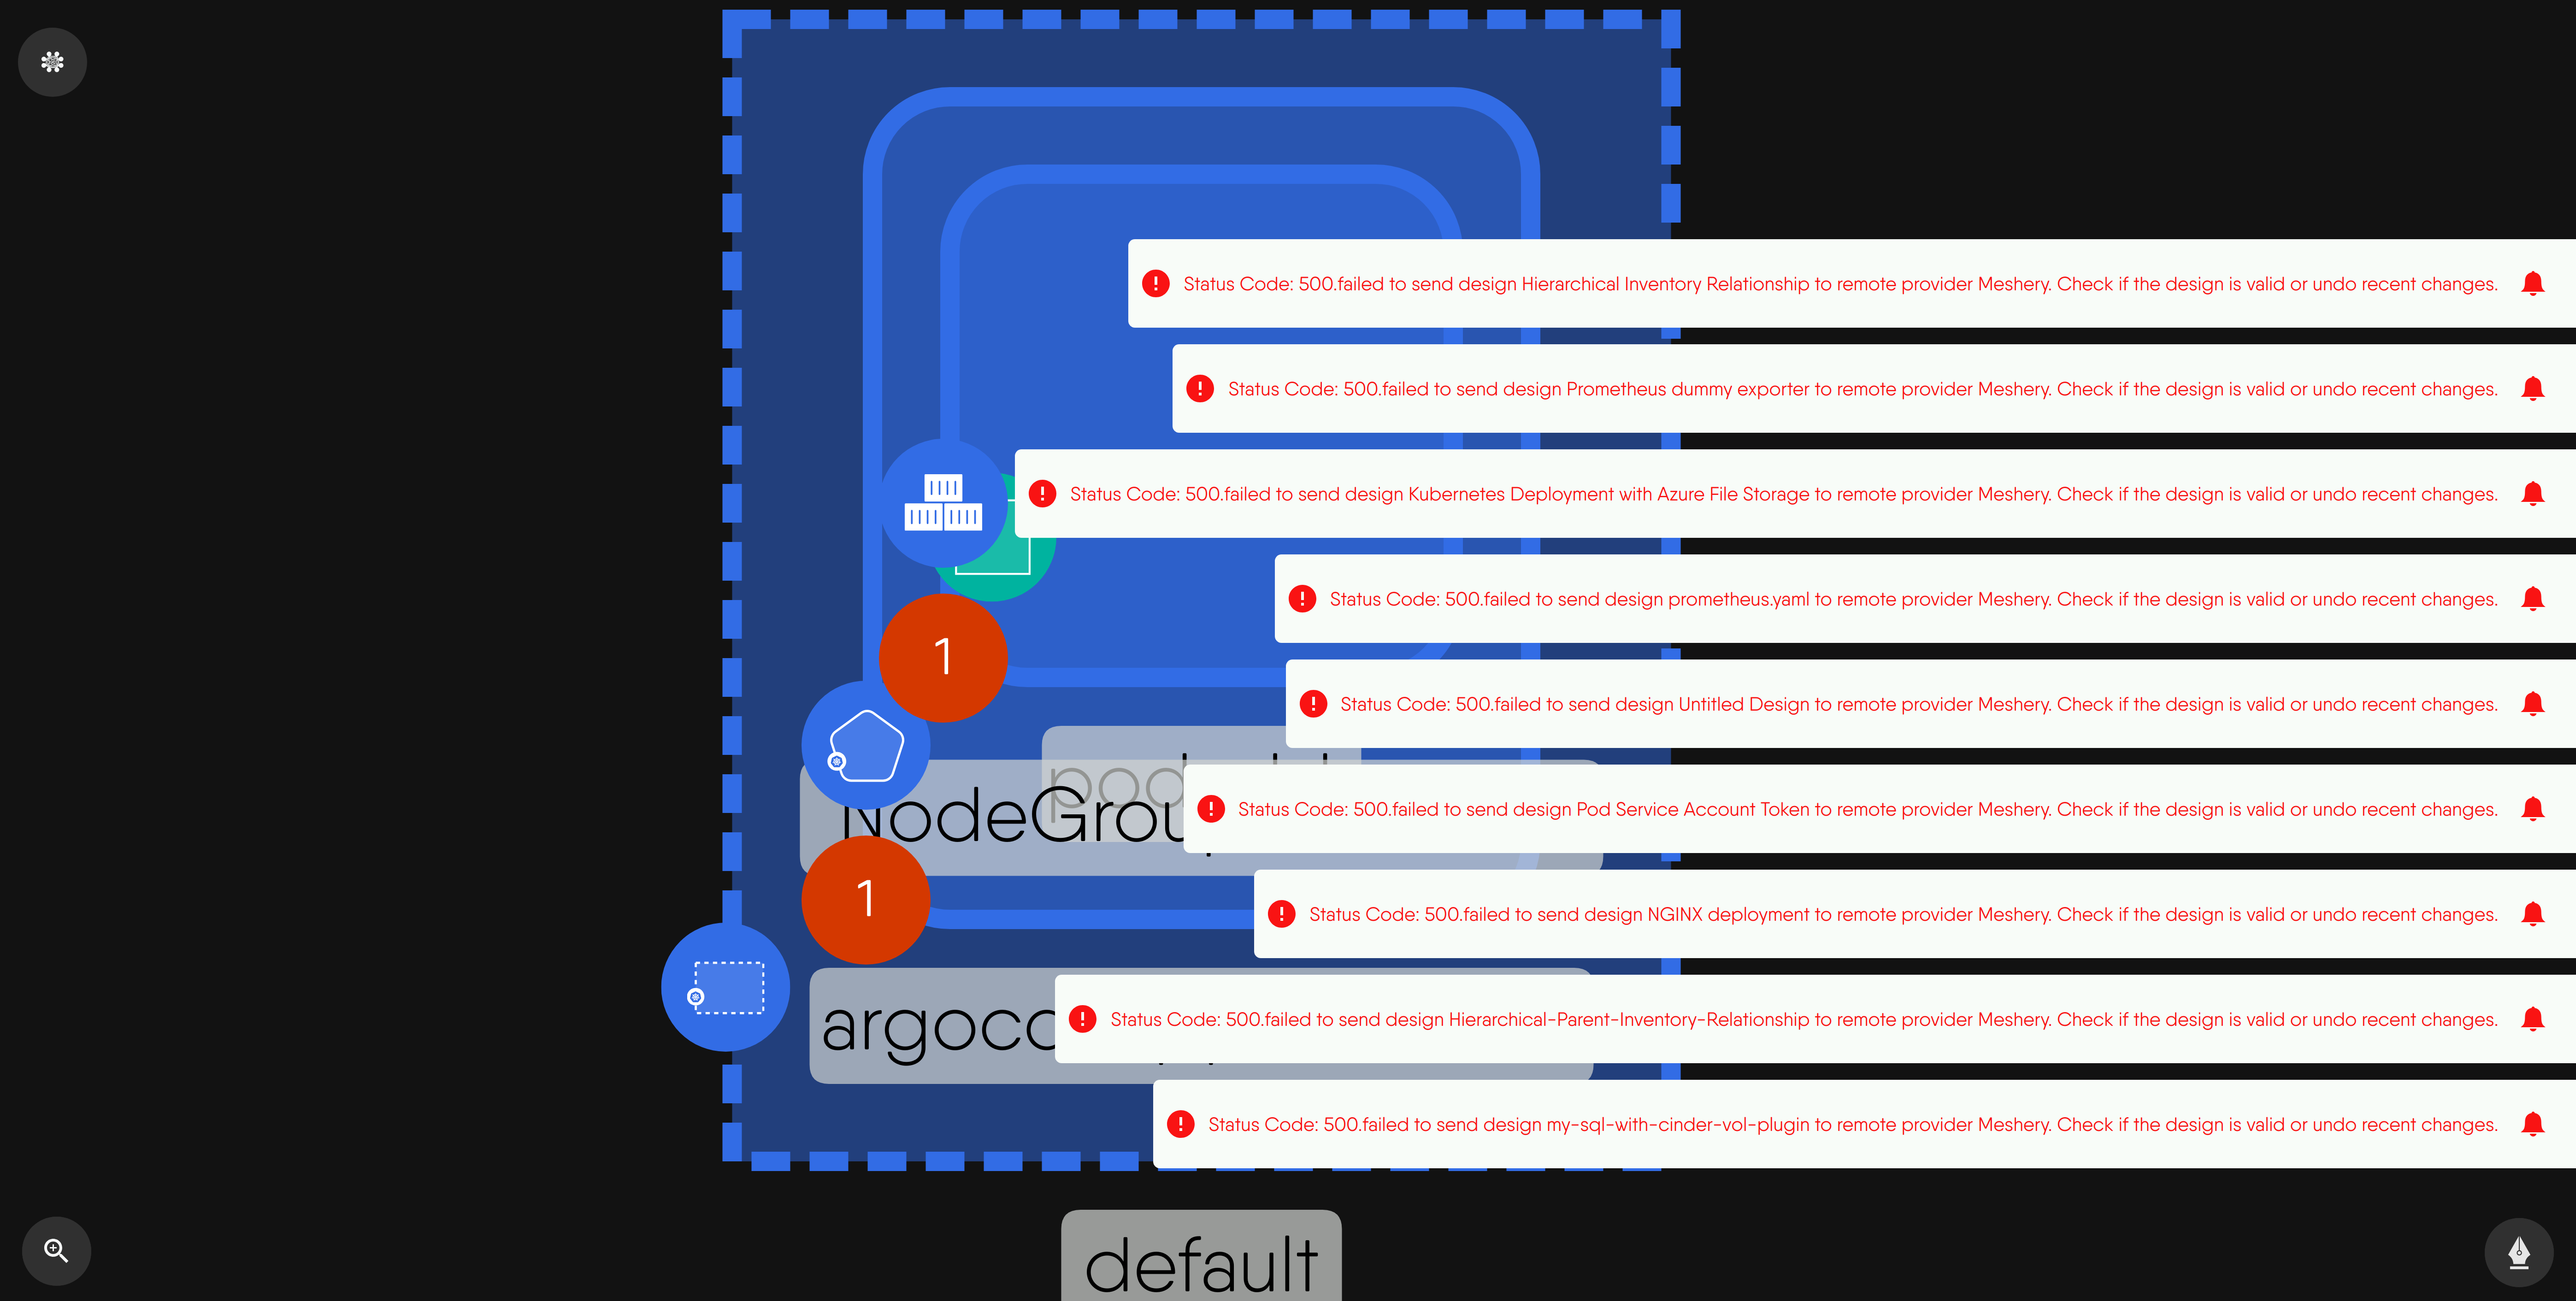 Status Code: 500.failed to send design Hierarchical Inventory Relationship to remote provider Meshery. Check if the design is valid or undo recent changes.
Status Code: 500.failed to send design Prometheus dummy exporter to remote provider Meshery. Check if the design is valid or undo recent changes.
Status Code: 500.failed to send design Kubernetes Deployment with Azure File Storage to remote provider Meshery. Check if the design is valid or undo recent changes.
Status Code: 500.failed to send design prometheus.yaml to remote provider Meshery. Check if the design is valid or undo recent changes.
1
Status Code: 500.failed to send design Untitled Design to remote provider Meshery. Check if the design is valid or undo recent changes.
Status Code: 500.failed to send design Pod Service Account Token to remote provider Meshery. Check if the design is valid or undo recent changes.
1
Status Code: 500.failed to send design NGINX deployment to remote provider Meshery. Check if the design is valid or undo recent changes.
Status Code: 500.failed to send design Hierarchical-Parent-Inventory-Relationship to remote provider Meshery. Check if the design is valid or undo recent changes.
Status Code: 500.failed to send design my-sql-with-cinder-vol-plugin to remote provider Meshery. Check if the design is valid or undo recent changes.
default